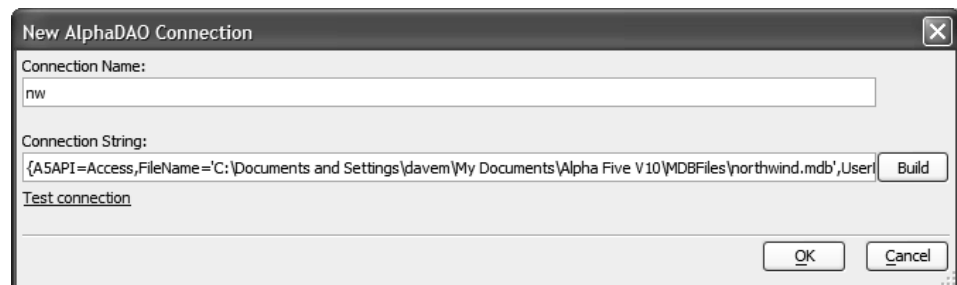 New AlphaDAO Connection
Connection Name:
nw
Connection String:
{A5API=Access,FileName='C:\Documents and Settings\davem\My Documents\Alpha Five V10\MDBFiles\northwind.mdb',User
Build
Test connection
OK
Cancel